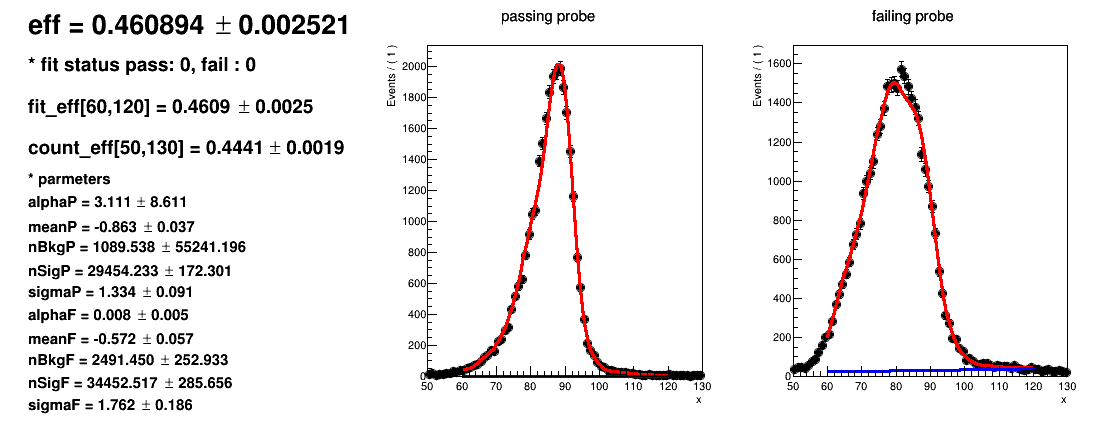 eff = 0.460894 ± 0.002521
* fit status pass: 0, fail : 0
fit_eff[60,120] = 0.4609 ± 0.0025
count_eff[50,130] = 0.4441 ± 0.0019
* parmeters
alphaP = 3.111 ± 8.611
meanP = -0.863 ± 0.037
nBkgP = 1089.538 ± 55241.196
nSigP = 29454.233 ± 172.301
sigmaP = 1.334 ± 0.091
alphaF = 0.008 ± 0.005
meanF = -0.572 ± 0.057
nBkgF = 2491.450 ± 252.933
nSigF = 34452.517 ± 285.656
sigmaF = 1.762 ± 0.186
passing probe
Events / ( 1 )
2000
1800
1600
1400
1200
1000
800
600
400
200
0
50 60 70 80 90 100 110 120 130
x
failing probe
Events / ( 1 )
1600
1400
1200
1000
800
600
400
200
0
50 60 70 80 90 100 110 120 130
x